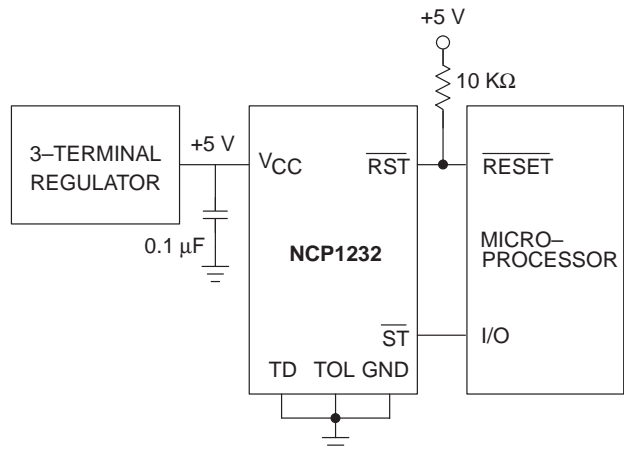 +5 V
10 KΩ
3–TERMINAL
REGULATOR
+5 V
0.1 μF
VCC
RST
NCP1232
ST
TD TOL GND
RESET
MICRO–
PROCESSOR
I/O